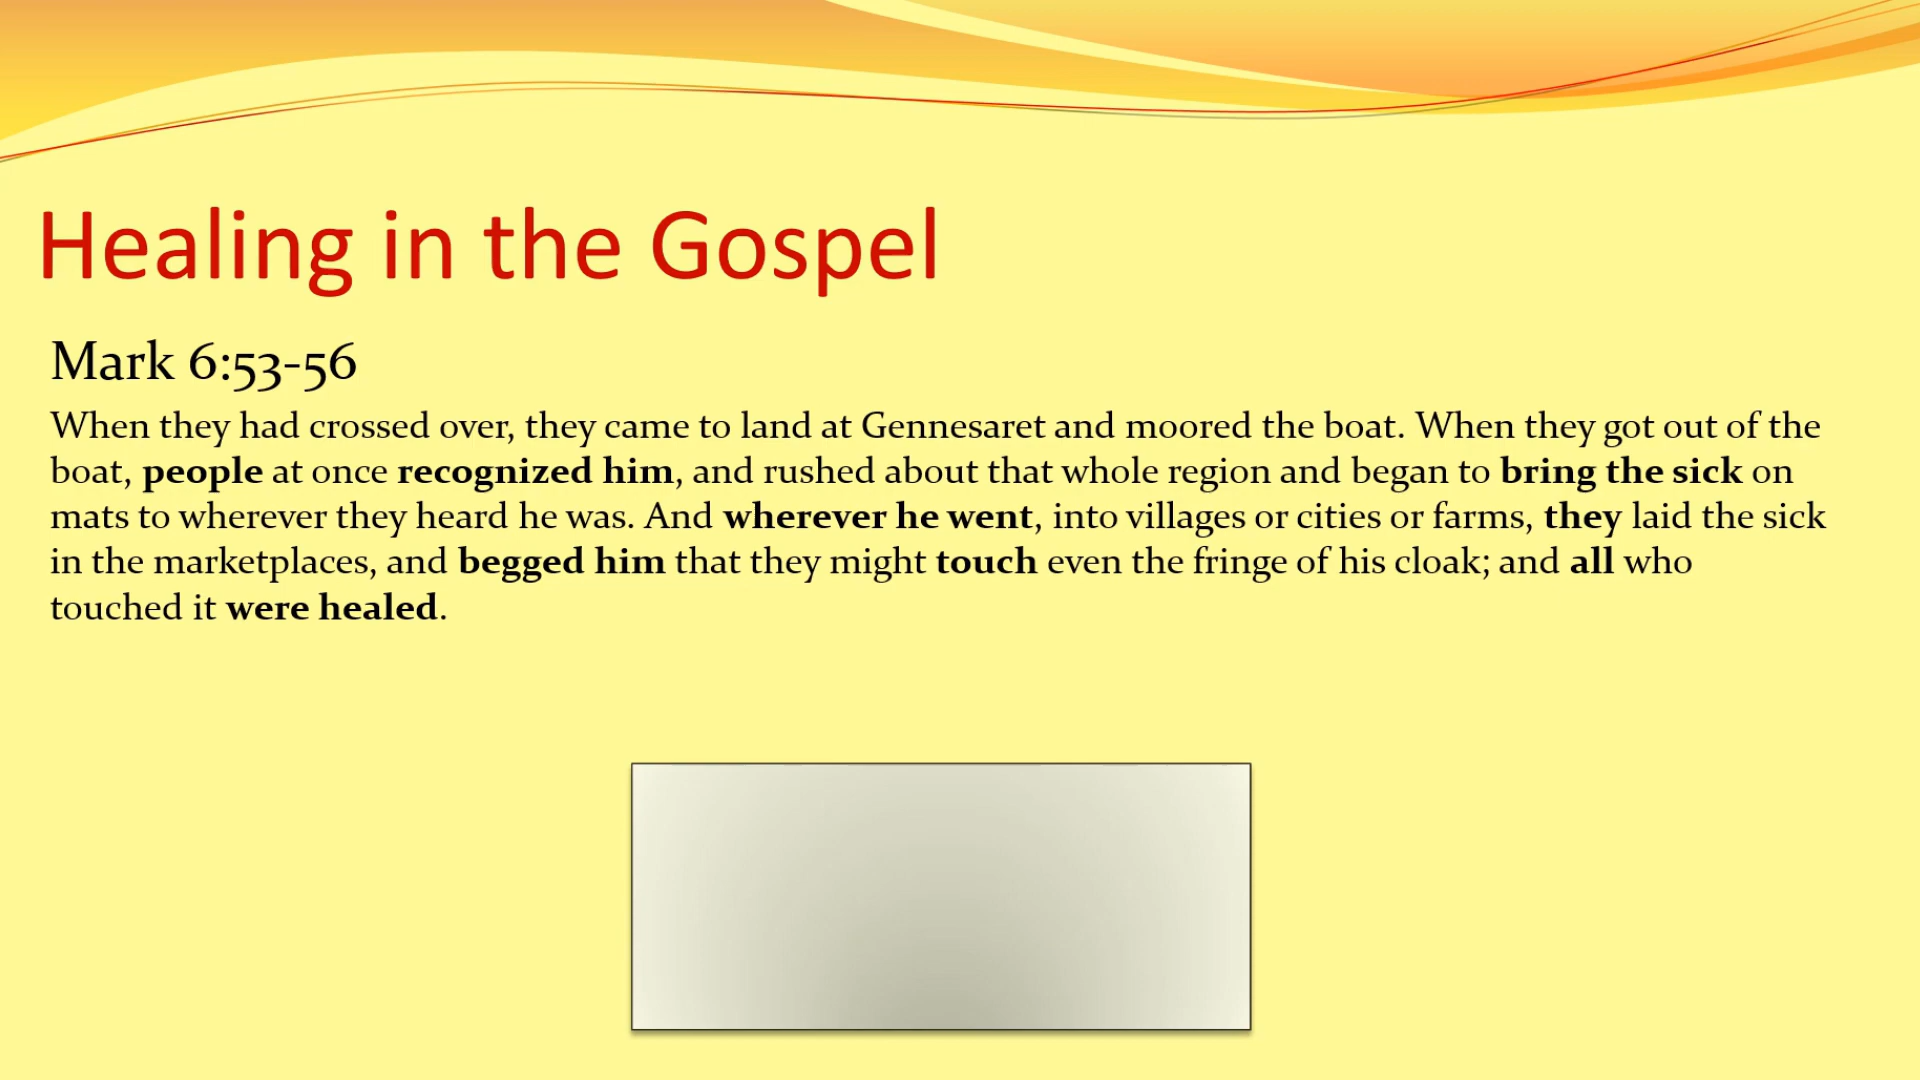 Healing in the Gospel
Mark 6:53-56
When they had crossed over, they came to land at Gennesaret and moored the boat. When they got out of the
boat, people at once recognized him, and rushed about that whole region and began to bring the sick on
mats to wherever they heard he was. And wherever he went, into villages or cities or farms, they laid the sick
in the marketplaces, and begged him that they might touch even the fringe of his cloak; and all who
touched it were healed.